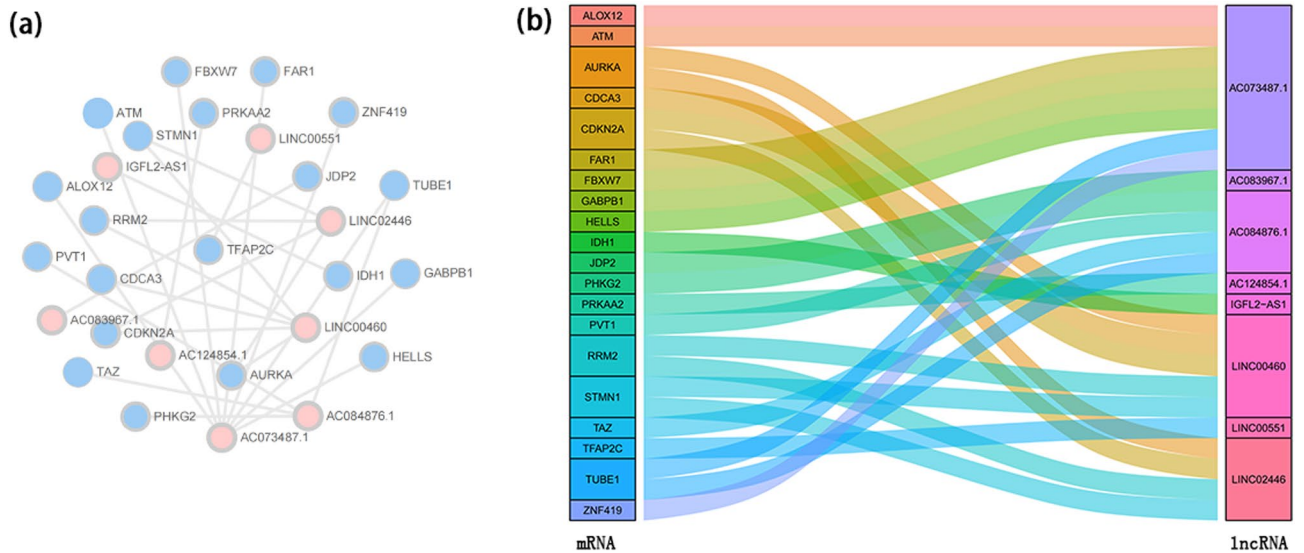 (a)
FBXW7
FAR1
ATM
STMN1
PRKAA2
ZNF419
LINC00551
IGFL2-AS1
JDP2
ALOX12
TUBE1
RRM2
LINC02446
PVT1
TFAP2C
CDCA3
IDH1
GABPB1
AC083967.1
CDKN2A
LINC00460
AC124854.1
HELLS
TAZ
AURKA
PHKG2
AC084876.1
AC073487.1
(b)
ALOX12
ATM
AURKA
CDCA3
CDKN2A
FAR1
FBXW7
GABPB1
HELLS
IDH1
JDP2
PHKG2
PRKAA2
PVT1
RRM2
STMN1
TAZ
TFAP2C
TUBE1
ZNF419
mRNA
AC073487.1
AC083967.1
AC084876.1
AC124854.1
IGFL2-AS1
LINC00460
LINC00551
LINC02446
lncRNA